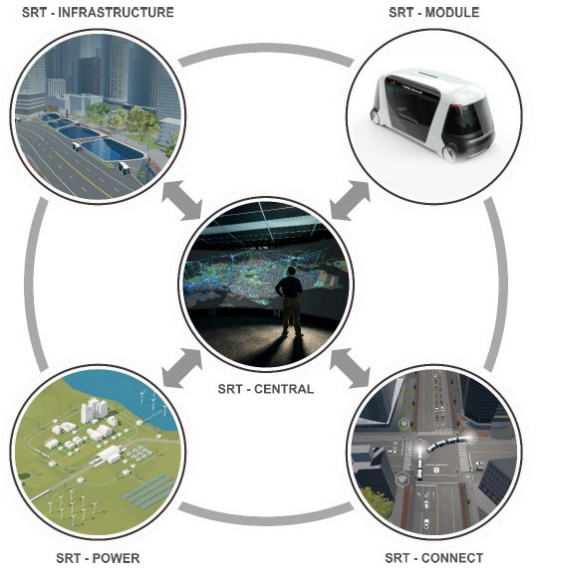 SRT - INFRASTRUCTURE
SRT - MODULE
SRT - CENTRAL
SRT - POWER
SRT - CONNECT